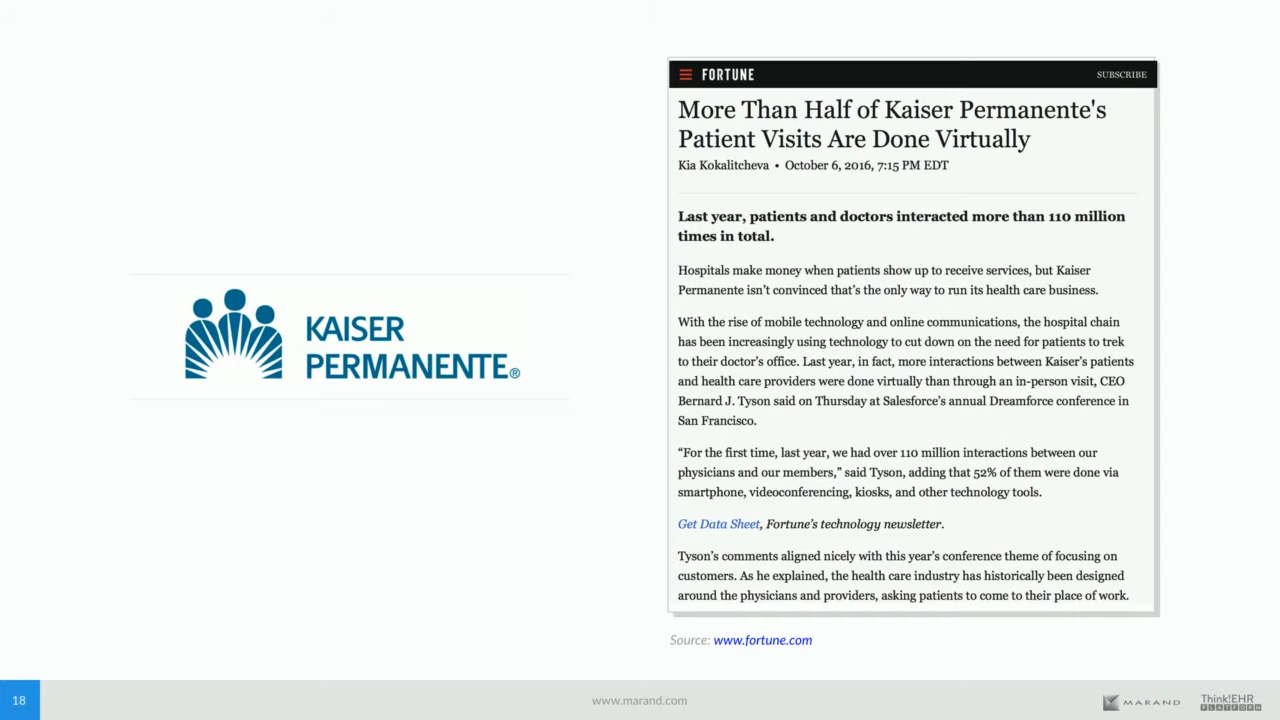 KAISER
PERMANENTE®
FORTUNE
SUBSCRIBE
More Than Half of Kaiser Permanente's
Patient Visits Are Done Virtually
Kia Kokalitcheva • October 6, 2016, 7:15 PM EDT
Last year, patients and doctors interacted more than 110 million
times in total.
Hospitals make money when patients show up to receive services, but Kaiser
Permanente isn’t convinced that’s the only way to run its health care business.
With the rise of mobile technology and online communications, the hospital chain
has been increasingly using technology to cut down on the need for patients to trek
to their doctor’s office. Last year, in fact, more interactions between Kaiser’s patients
and health care providers were done virtually than through an in-person visit, CEO
Bernard J. Tyson said on Thursday at Salesforce’s annual Dreamforce conference in
San Francisco.
“For the first time, last year, we had over 110 million interactions between our
physicians and our members,” said Tyson, adding that 52% of them were done via
smartphone, videoconferencing, kiosks, and other technology tools.
Get Data Sheet, Fortune’s technology newsletter.
Tyson’s comments aligned nicely with this year’s conference theme of focusing on
customers. As he explained, the health care industry has historically been designed
around the physicians and providers, asking patients to come to their place of work.
Source: www.fortune.com
18
www.marand.com
MARAND
Think!EHR
PLATFORM